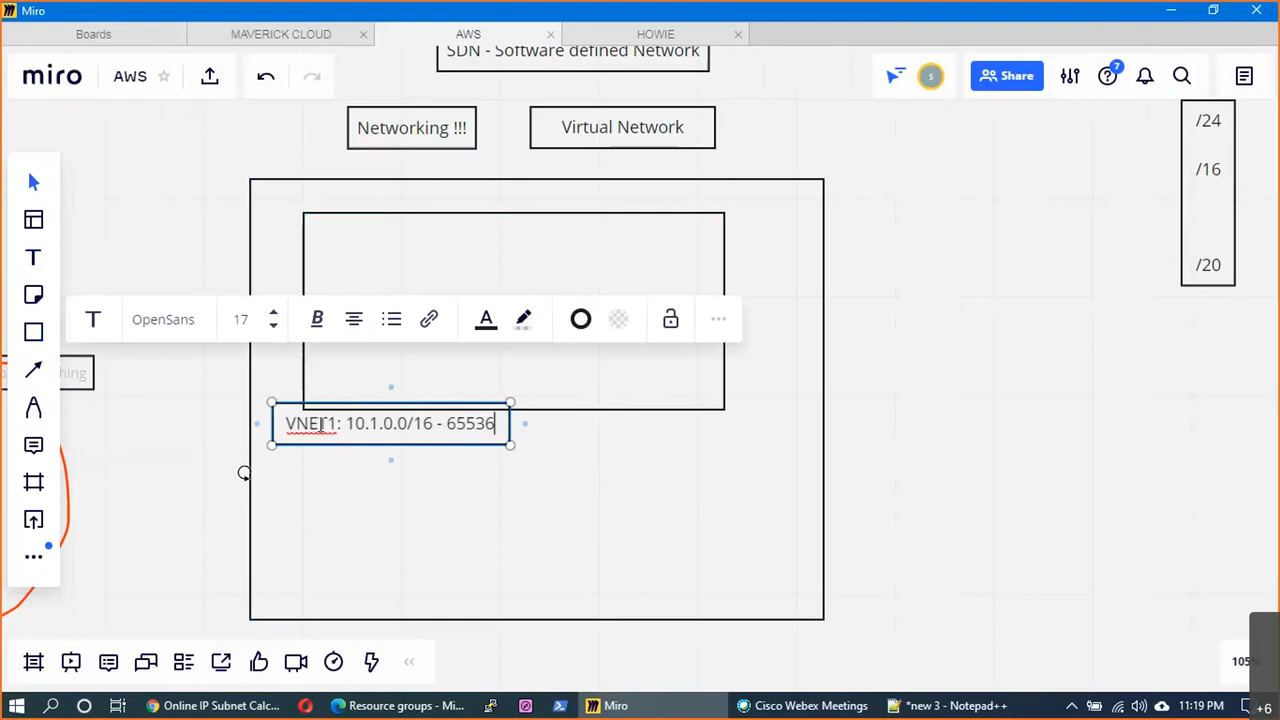 Miro
Boards
MAVERICK CLOUD
AWS
HOWIE
SDN - Software defined Network
miro
AWS
S
Share
7
Networking !!!
Virtual Network
/24
/16
/20
OpenSans
17
B
A
hing
VNET1: 10.1.0.0/16 - 65536
105
Online IP Subnet Calc...
Resource groups - Mi...
Miro
Cisco Webex Meetings
*new 3 - Notepad++
11:19 PM
+6